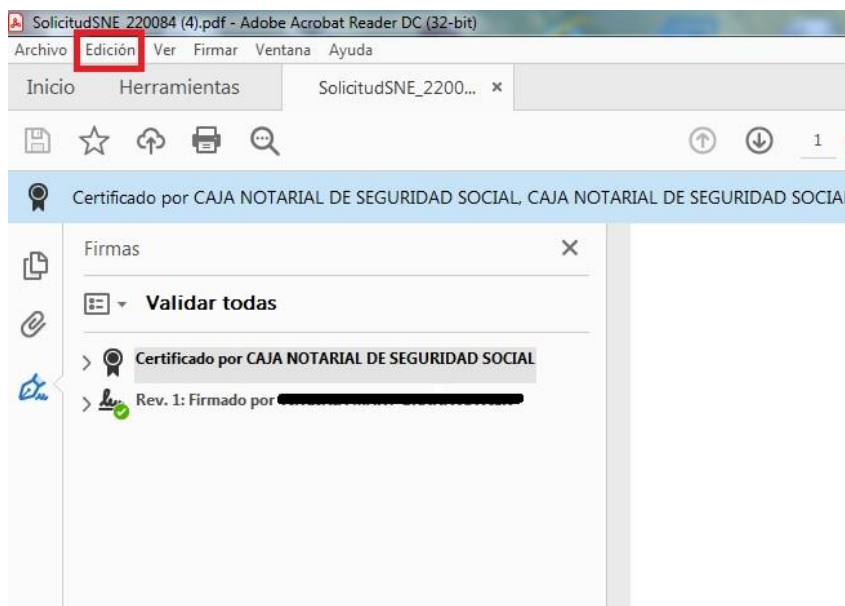 SolicitudSNE_220084 (4).pdf - Adobe Acrobat Reader DC (32-bit)
Archivo Edición Ver Firmar Ventana Ayuda
Inicio Herramientas SolicitudSNE_2200... ×
1
Certificado por CAJA NOTARIAL DE SEGURIDAD SOCIAL, CAJA NOTARIAL DE SEGURIDAD SOCIAL
Firmas
Validar todas
Certificado por CAJA NOTARIAL DE SEGURIDAD SOCIAL
Rev. 1: Firmado por